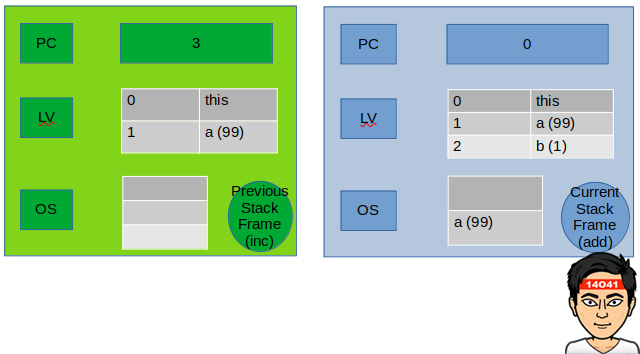 PC
3
LV
0 this
1 a (99)
OS
Previous
Stack
Frame
(inc)
PC
0
LV
0 this
1 a (99)
2 b (1)
OS
a (99)
Current
Stack
Frame
(add)
14041